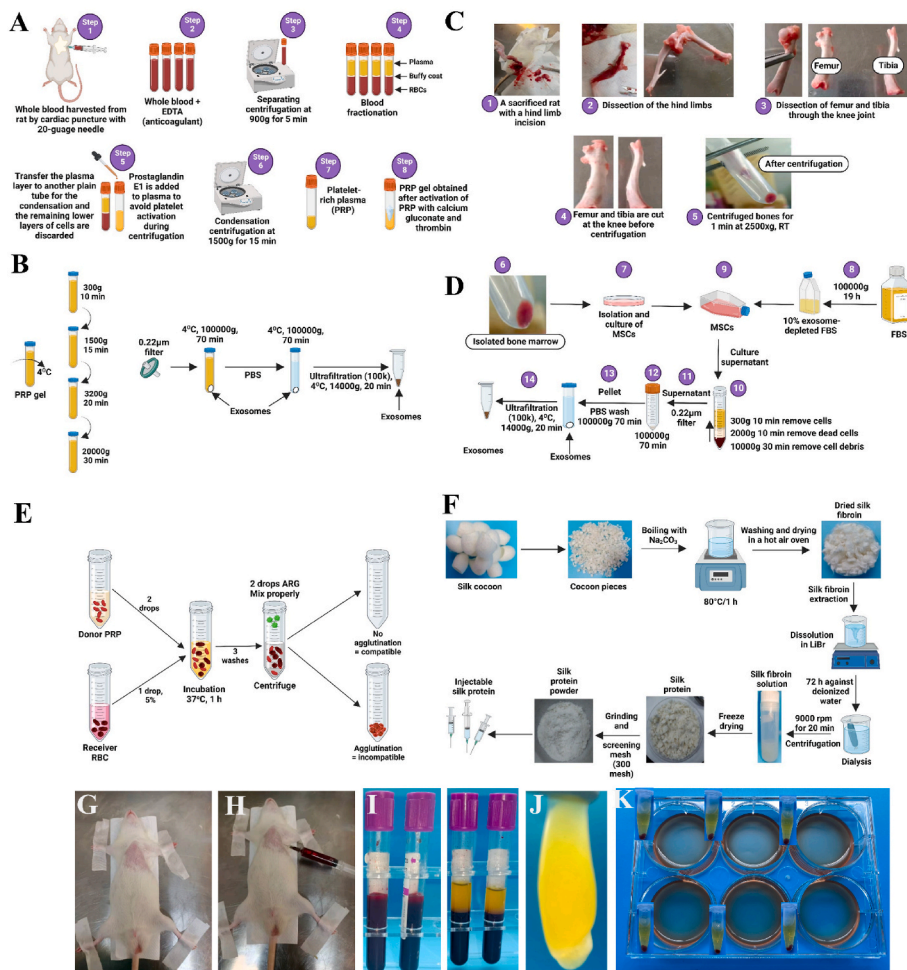 A
Step 1
Whole blood harvested from
rat by cardiac puncture with
20-guage needle
Step 2
Whole blood +
EDTA
(anticoagulant)
Step 3
Separating centrifugation at
900g for 5 min
Step 4
Plasma
Buffy coat
RBCs
Blood
fractionation
Step 5
Transfer the plasma
layer to another plain
tube for the
condensation and the
remaining lower
layers of cells are
discarded
Prostaglandin
E1 is added to
plasma to
avoid platelet
activation
during
centrifugation
Step 6
Condensation
centrifugation at
1500g for 15 min
Step 7
Platelet-
rich plasma
(PRP)
Step 8
PRP gel obtained
after activation of
PRP with calcium
gluconate and
thrombin
B
PRP gel
4°C
300g
10 min
1500g
15 min
3200g
20 min
20000g
30 min
0.22µm
filter
4°C, 100000g,
70 min
PBS
4°C, 100000g,
70 min
Exosomes
Ultrafiltration (100k),
4°C, 14000g, 20 min
Exosomes
C
1 A sacrificed rat
with a hind limb
incision
2 Dissection of the hind limbs
Femur
Tibia
3 Dissection of femur and tibia
through the knee joint
4 Femur and tibia are cut
at the knee before
centrifugation
After centrifugation
5 Centrifuged bones for
1 min at 2500xg, RT
D
6
Isolated bone marrow
7
Isolation and
culture of
MSCs
9
MSCs
10% exosome-
depleted FBS
8
100000g
19 h
FBS
Culture
supernatant
10
300g 10 min remove cells
2000g 10 min remove dead cells
10000g 30 min remove cell debris
11
Supernatant
0.22µm
filter
12
100000g
70 min
13
Pellet
PBS wash
100000g 70 min
Exosomes
14
Ultrafiltration
(100k), 4°C,
14000g, 20 min
Exosomes
E
Donor PRP
2
drops
Receiver
RBC
1 drop,
5%
Incubation
37°C, 1 h
3
washes
2 drops ARG
Mix properly
Centrifuge
No
agglutination
= compatible
Agglutination
= incompatible
F
Silk cocoon
Cocoon pieces
Boiling with
Na₂CO₃
80°C/1 h
Washing and drying
in a hot air oven
Dried silk
fibroin
Silk fibroin
extraction
Dissolution
in LiBr
72 h against
deionized
water
Dialysis
9000 rpm
for 20 min
Centrifugation
Silk fibroin
solution
Freeze
drying
Silk
protein
Grinding
and
screening
mesh
(300
mesh)
Silk
protein
powder
Injectable
silk protein
G
H
I
J
K